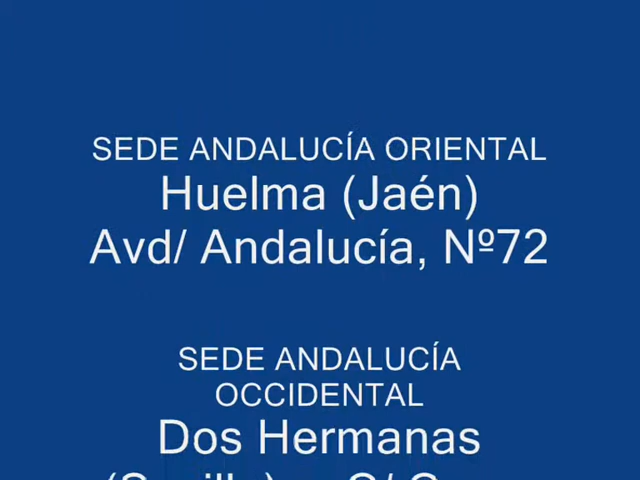 SEDE ANDALUCÍA ORIENTAL
Huelma (Jaén)
Avd/ Andalucía, Nº72
SEDE ANDALUCÍA
OCCIDENTAL
Dos Hermanas